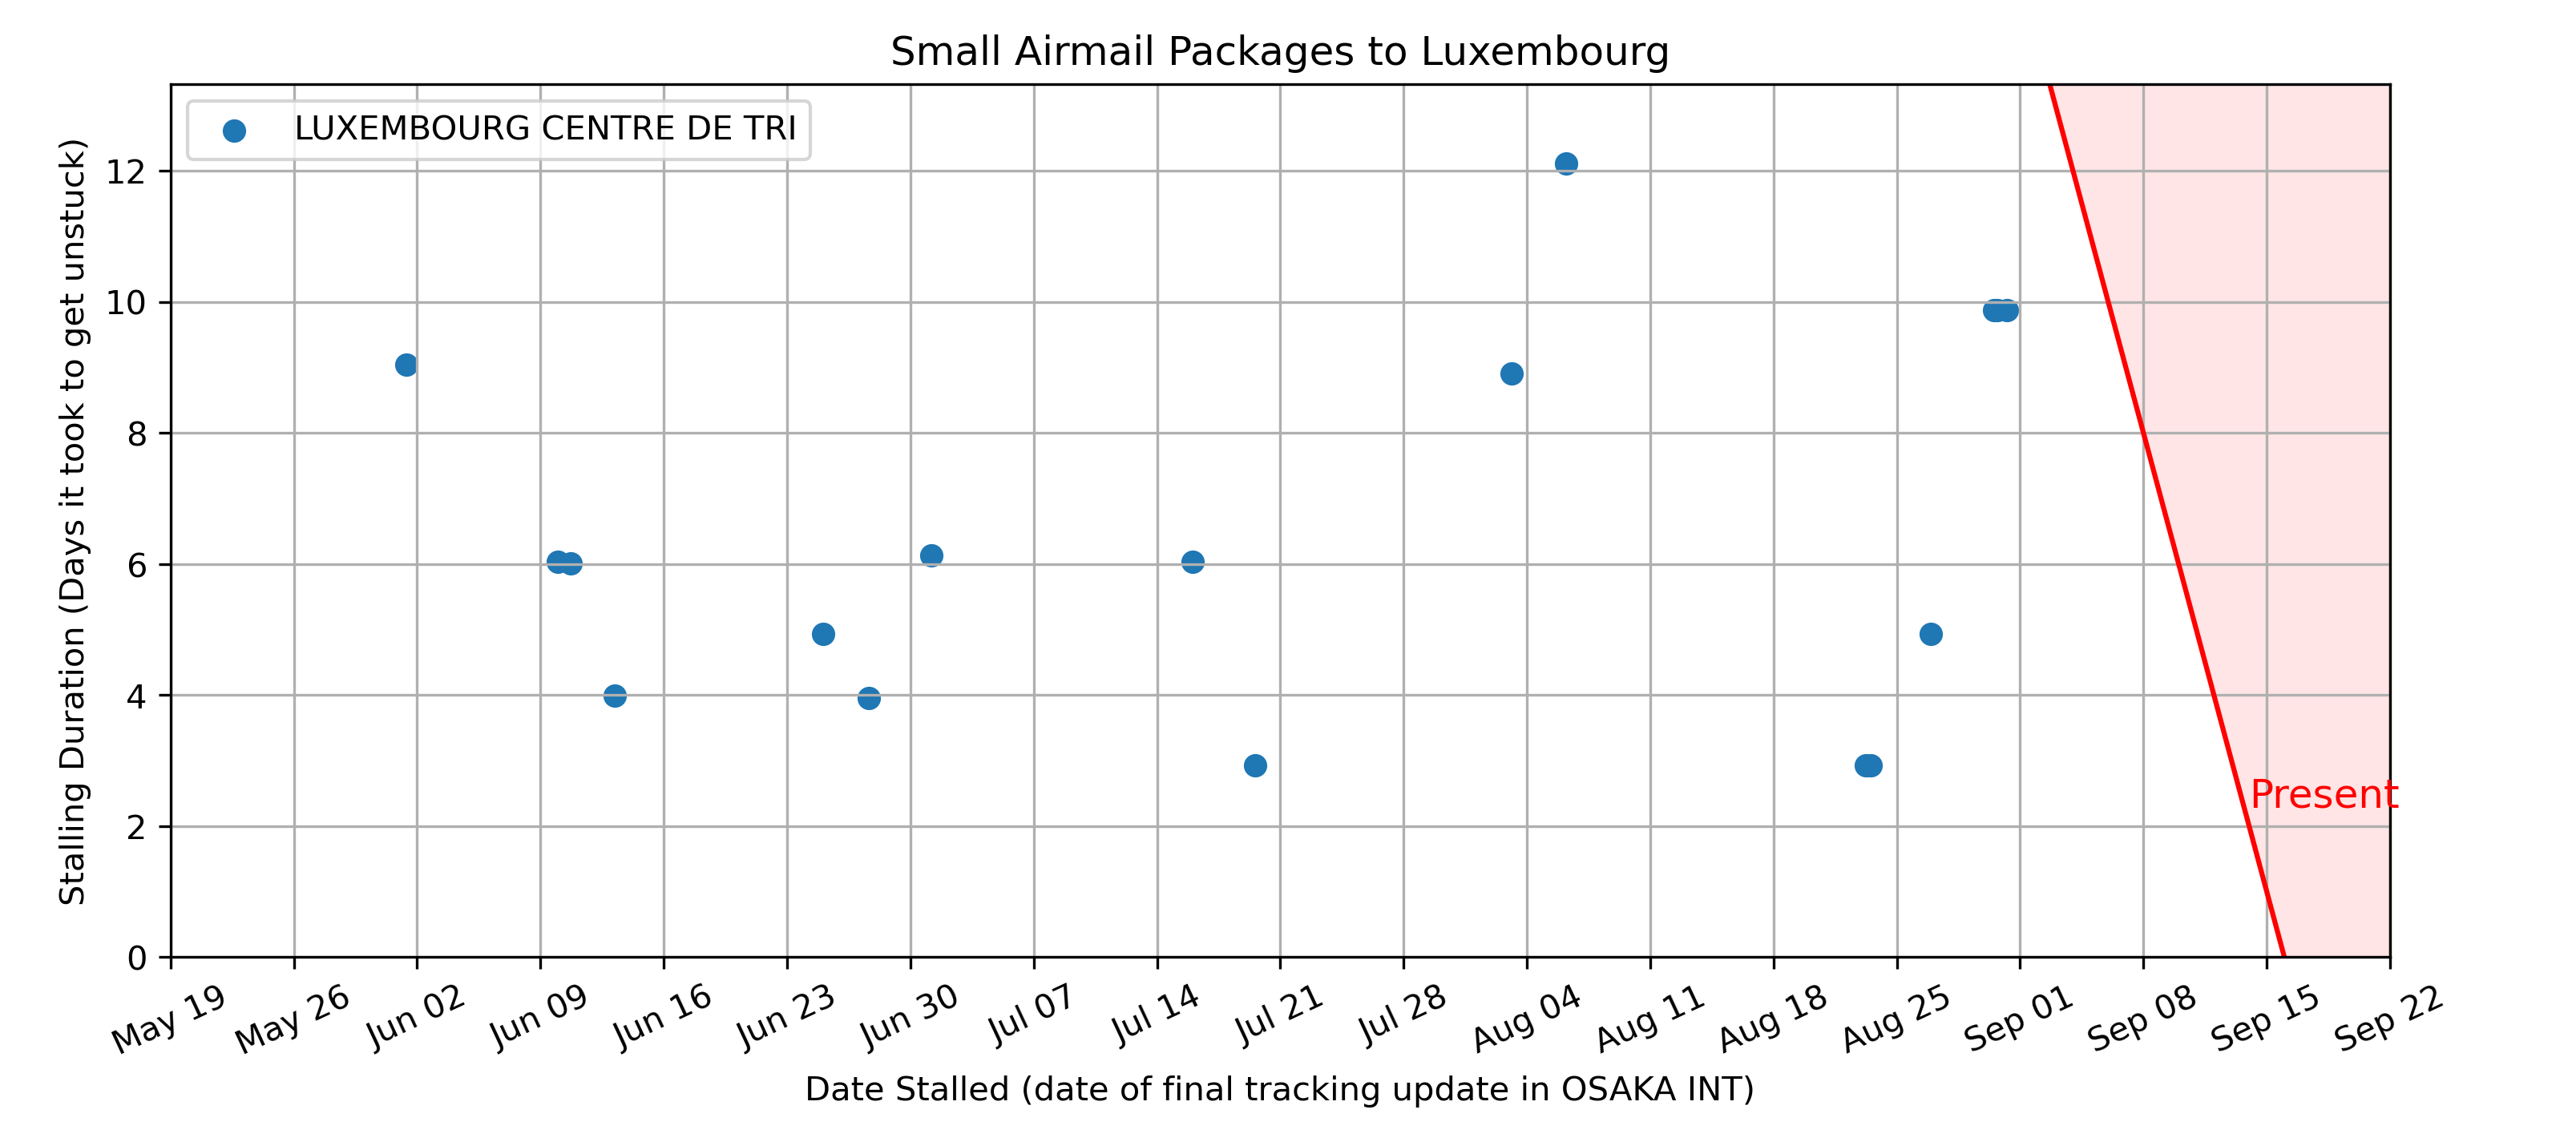 Small Airmail Packages to Luxembourg
LUXEMBOURG CENTRE DE TRI
Stalling Duration (Days it took to get unstuck)
12
10
8
6
4
2
0
Present
May 19
May 26
Jun 02
Jun 09
Jun 16
Jun 23
Jun 30
Jul 07
Jul 14
Jul 21
Jul 28
Aug 04
Aug 11
Aug 18
Aug 25
Sep 01
Sep 08
Sep 15
Sep 22
Date Stalled (date of final tracking update in OSAKA INT)